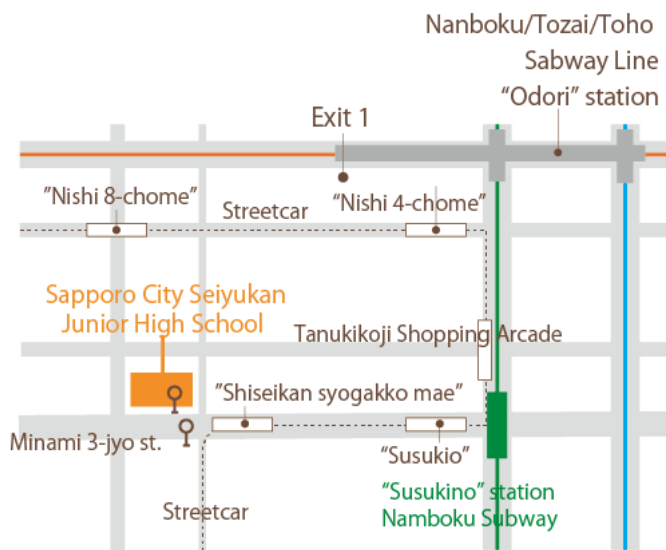 Nanboku/Tozai/Toho
Sabway Line
“Odori” station
Exit 1
”Nishi 8-chome”
Streetcar
“Nishi 4-chome”
Sapporo City Seiyukan
Junior High School
Tanukikoji Shopping Arcade
”Shiseikan syogakko mae”
Minami 3-jyo st.
“Susukio”
“Susukino” station
Namboku Subway
Streetcar